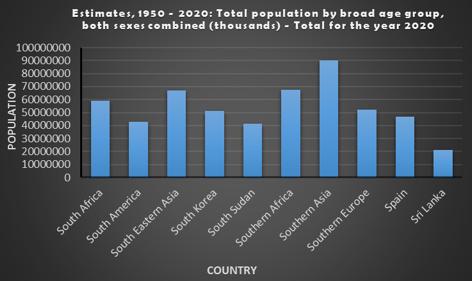 Estimates, 1950 - 2020: Total population by broad age group,
both sexes combined (thousands) - Total for the year 2020
POPULATION
100000000
90000000
80000000
70000000
60000000
50000000
40000000
30000000
20000000
10000000
0
South Africa
South America
South Eastern Asia
South Korea
South Sudan
Southern Africa
Southern Asia
Southern Europe
Spain
Sri Lanka
COUNTRY